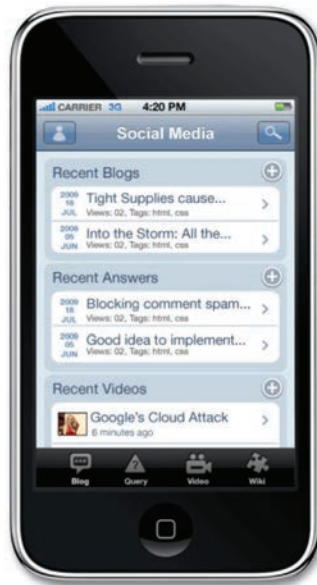 CARRIER 3G 4:20 PM
Social Media
Recent Blogs
2009
16
JUL
Tight Supplies cause...
Views: 02, Tags: html, css
2009
05
JUN
Into the Storm: All the...
Views: 02, Tags: html, css
Recent Answers
2009
16
JUL
Blocking comment spam...
Views: 02, Tags: html, css
2009
05
JUN
Good idea to implement...
Views: 02, Tags: html, css
Recent Videos
Google's Cloud Attack
6 minutes ago
Blog Query Video Wiki